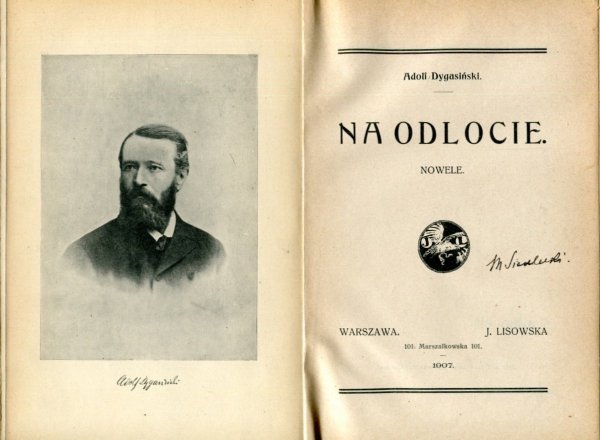 Adolf Dygasiński
Adolf Dygasiński.
NA ODLOCIE.
NOWELE.
J L
M Siedlecki.
WARSZAWA. J. LISOWSKA
101. Marszałkowska 101.
1907.